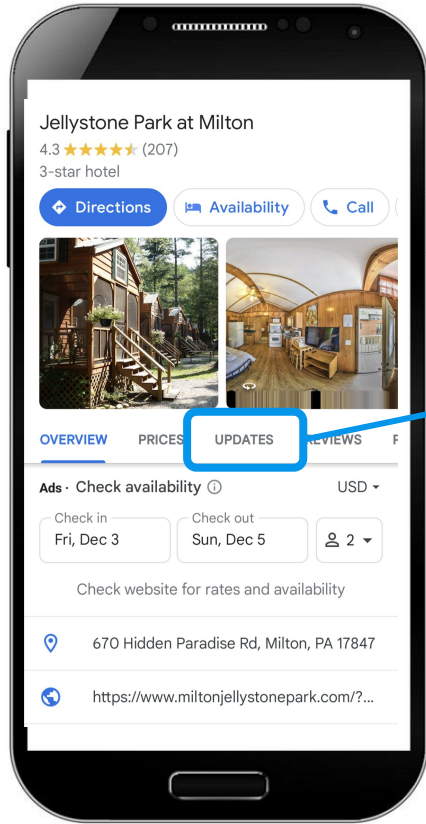 Jellystone Park at Milton
4.3 (207)
3-star hotel
Directions Availability Call
OVERVIEW PRICES UPDATES EVIEWS
Ads · Check availability USD
Check in Check out
Fri, Dec 3 Sun, Dec 5 2
Check website for rates and availability
670 Hidden Paradise Rd, Milton, PA 17847
https://www.miltonjellystonepark.com/?...